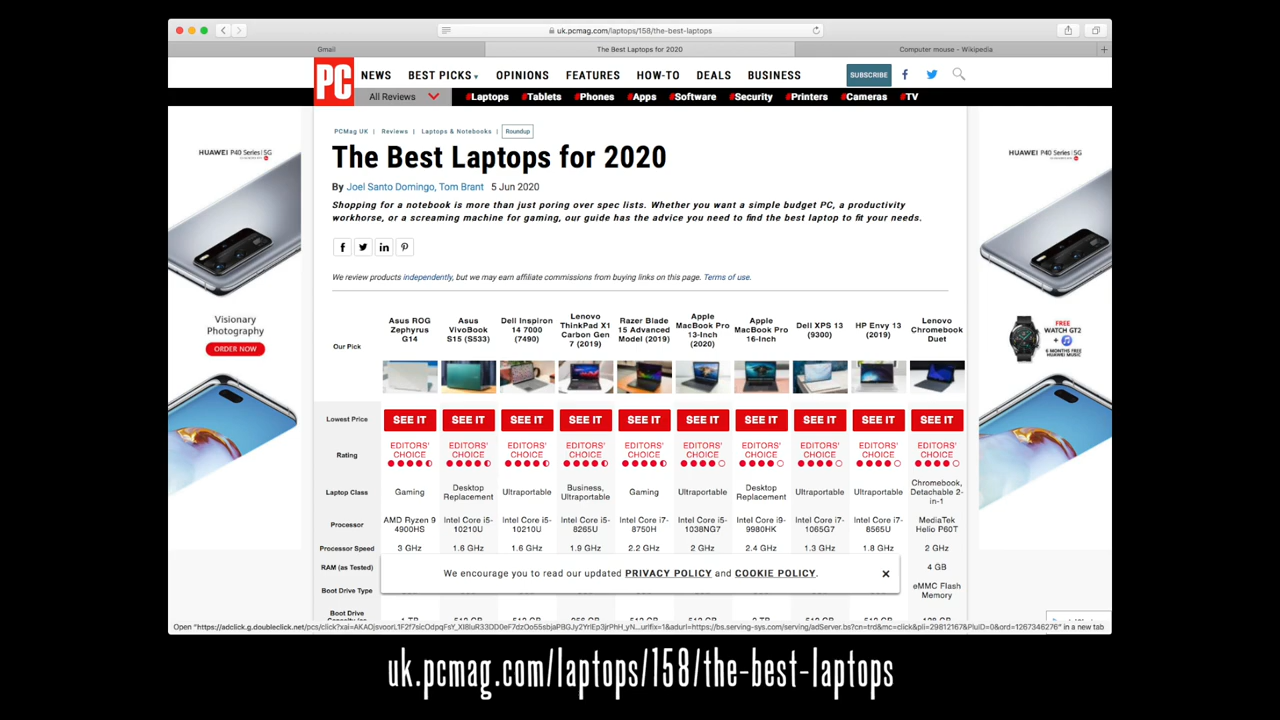 uk.pcmag.com/laptops/158/the-best-laptops
Gmail
The Best Laptops for 2020
Computer mouse - Wikipedia
PC
NEWS BEST PICKS OPINIONS FEATURES HOW-TO DEALS BUSINESS
SUBSCRIBE
All Reviews
#Laptops #Tablets #Phones #Apps #Software #Security #Printers #Cameras #TV
PCMag UK | Reviews | Laptops & Notebooks | Roundup
The Best Laptops for 2020
By Joel Santo Domingo, Tom Brant 5 Jun 2020
Shopping for a notebook is more than just poring over spec lists. Whether you want a simple budget PC, a productivity
workhorse, or a screaming machine for gaming, our guide has the advice you need to find the best laptop to fit your needs.
We review products independently, but we may earn affiliate commissions from buying links on this page. Terms of use.
HUAWEI P40 Series | 5G
Visionary
Photography
ORDER NOW
HUAWEI P40 Series | 5G
FREE
WATCH GT2
+
6 MONTHS FREE
HUAWEI MUSIC
Our Pick
Asus ROG Zephyrus G14
Asus VivoBook S15 (S533)
Dell Inspiron 14 7000 (7490)
Lenovo ThinkPad X1 Carbon Gen 7 (2019)
Razer Blade 15 Advanced Model (2019)
Apple MacBook Pro 13-Inch (2020)
Apple MacBook Pro 16-Inch
Dell XPS 13 (9300)
HP Envy 13 (2019)
Lenovo Chromebook Duet
Lowest Price SEE IT SEE IT SEE IT SEE IT SEE IT SEE IT SEE IT SEE IT SEE IT SEE IT
Rating
EDITORS' EDITORS' EDITORS' EDITORS' EDITORS' EDITORS' EDITORS' EDITORS' EDITORS' EDITORS'
CHOICE CHOICE CHOICE CHOICE CHOICE CHOICE CHOICE CHOICE CHOICE CHOICE
Laptop Class Gaming Desktop Replacement Ultraportable Business, Ultraportable Gaming Ultraportable Desktop Replacement Ultraportable Ultraportable Chromebook, Detachable 2-in-1
Processor AMD Ryzen 9 4900HS Intel Core i5-10210U Intel Core i5-10210U Intel Core i5-8265U Intel Core i7-8750H Intel Core i5-1038NG7 Intel Core i9-9980HK Intel Core i7-1065G7 Intel Core i7-8565U MediaTek Helio P60T
Processor Speed 3 GHz 1.6 GHz 1.6 GHz 1.9 GHz 2.2 GHz 2 GHz 2.4 GHz 1.3 GHz 1.8 GHz 2 GHz
RAM (as Tested) 4 GB
Boot Drive Type eMMC Flash Memory
Boot Drive
We encourage you to read our updated PRIVACY POLICY and COOKIE POLICY.
uk.pcmag.com/laptops/158/the-best-laptops